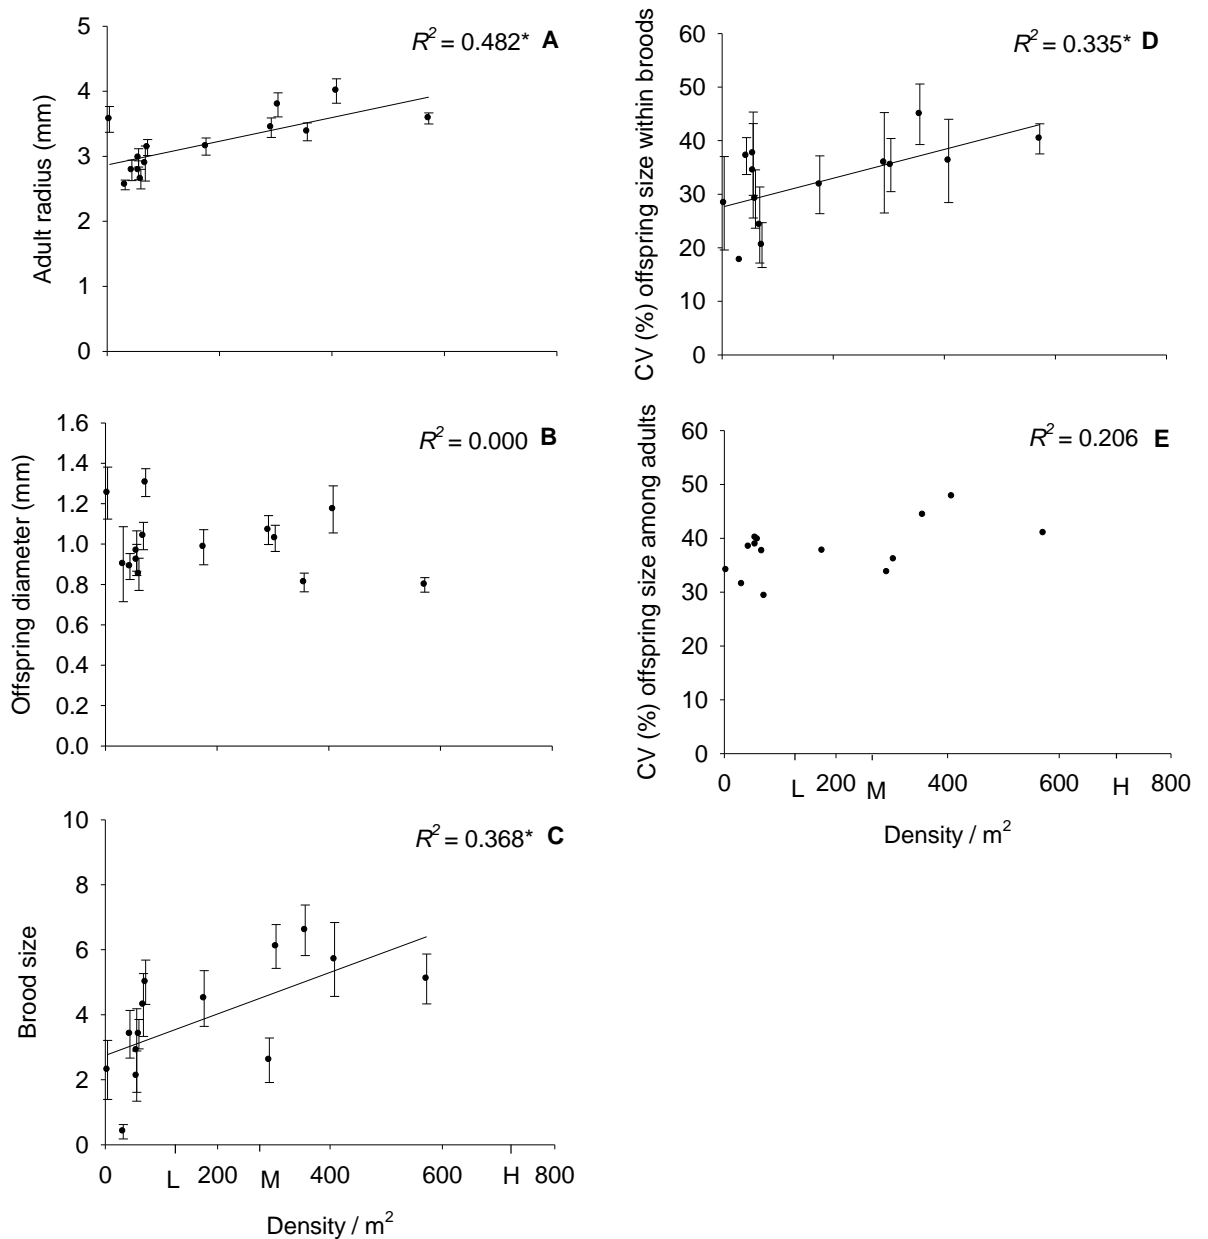 R² = 0.482* A
Adult radius (mm)
5
4
3
2
1
0
R² = 0.000 B
Offspring diameter (mm)
1.6
1.4
1.2
1.0
0.8
0.6
0.4
0.2
0.0
R² = 0.368* C
Brood size
10
8
6
4
2
0
0 L 200 M 400 600 H 800
Density / m²
R² = 0.335* D
CV (%) offspring size within broods
60
50
40
30
20
10
0
R² = 0.206 E
CV (%) offspring size among adults
60
50
40
30
20
10
0
0 L 200 M 400 600 H 800
Density / m²